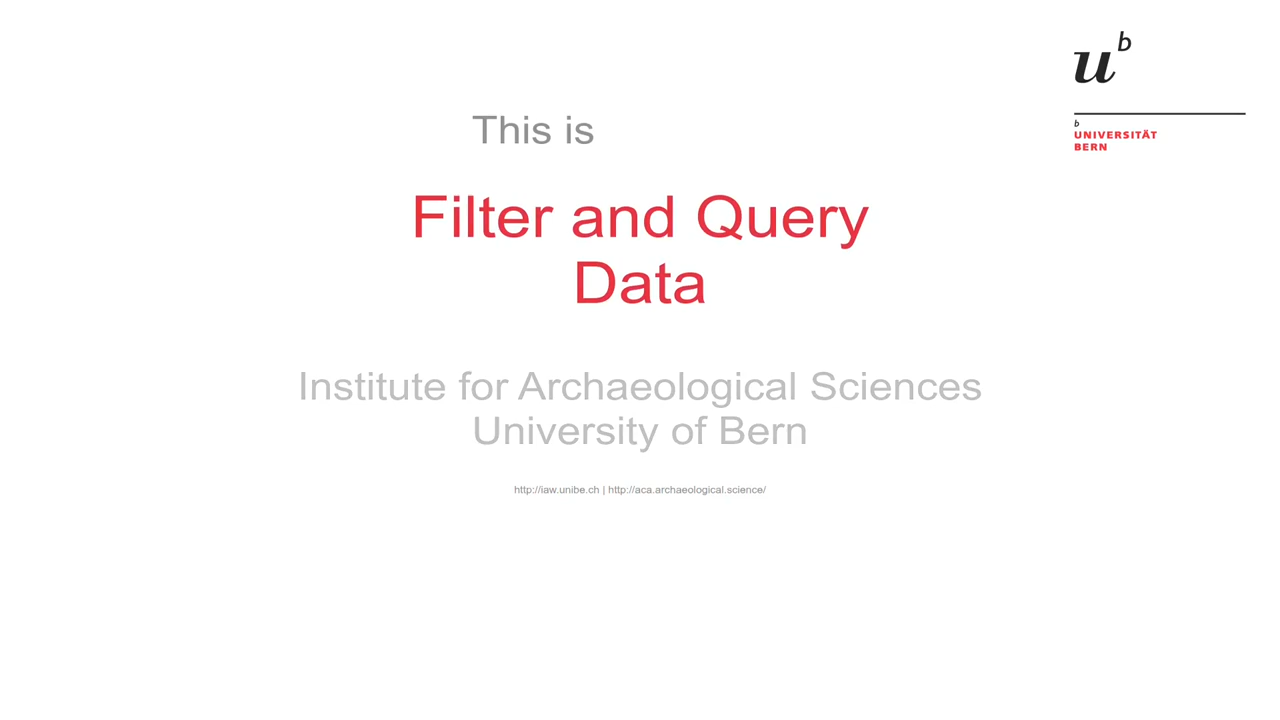 u^b
This is
b
UNIVERSITÄT
BERN
Filter and Query
Data
Institute for Archaeological Sciences
University of Bern
http://iaw.unibe.ch | http://aca.archaeological.science/